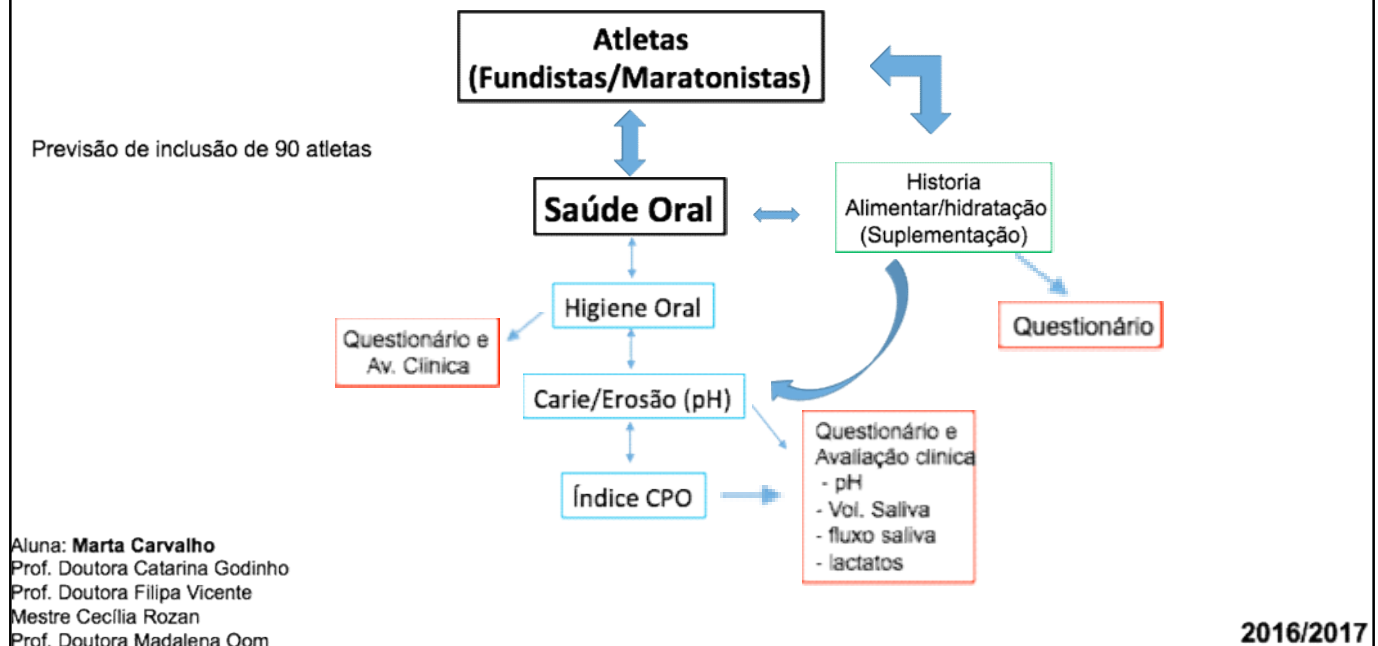 Atletas
(Fundistas/Maratonistas)
Previsão de inclusão de 90 atletas
Saúde Oral
Historia
Alimentar/hidratação
(Suplementação)
Higiene Oral
Questionário
Questionário e
Av. Clinica
Carie/Erosão (pH)
Questionário e
Avaliação clinica
- pH
- Vol. Saliva
- fluxo saliva
- lactatos
Índice CPO
Aluna: Marta Carvalho
Prof. Doutora Catarina Godinho
Prof. Doutora Filipa Vicente
Mestre Cecília Rozan
Prof. Doutora Madalena Oom
2016/2017